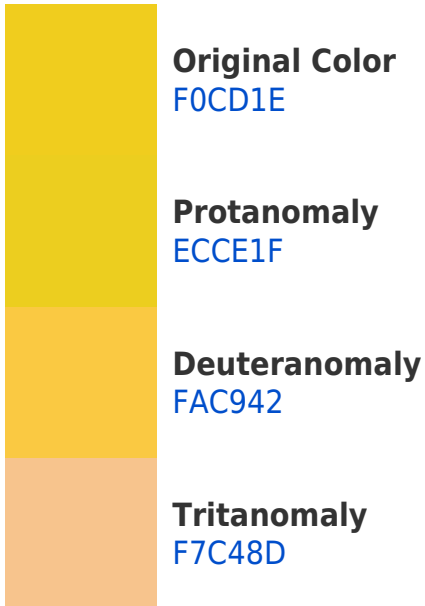 Original Color
F0CD1E
Protanomaly
ECCE1F
Deuteranomaly
FAC942
Tritanomaly
F7C48D